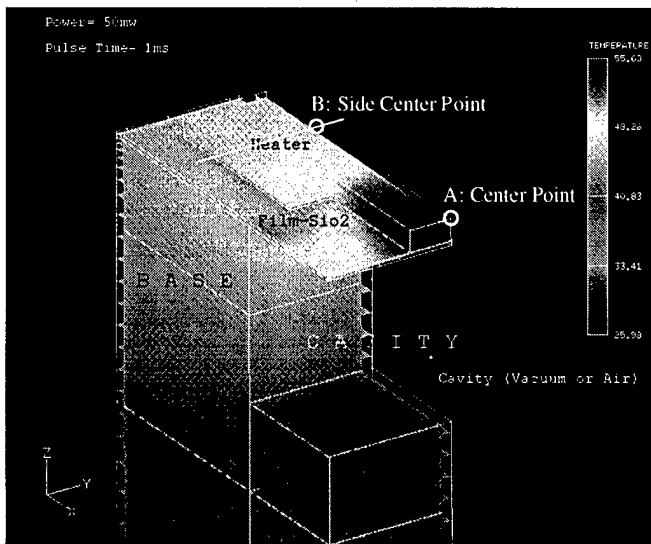 Power= 50mw
Pulse Time- 1ms
TEMPERATURE
55.63
B: Side Center Point
48.26
Heater
A: Center Point
40.83
Film-Sio2
33.41
BASE
25.98
CAVITY
Cavity (Vacuum or Air)
Z
Y
X